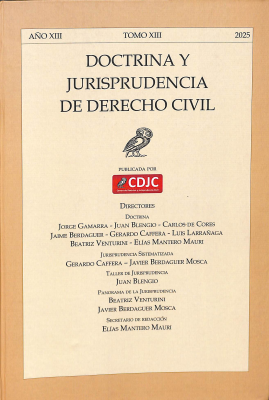 AÑO XIII TOMO XIII 2025
DOCTRINA Y
JURISPRUDENCIA
DE DERECHO CIVIL
PUBLICADA POR
CDJC
DIRECTORES
DOCTRINA
JORGE GAMARRA - JUAN BLENGIO - CARLOS DE CORES
JAIME BERDAGUER - GERARDO CAFFERA - LUIS LARRAÑAGA
BEATRIZ VENTURINI - ELÍAS MANTERO MAURI
JURISPRUDENCIA SISTEMATIZADA
GERARDO CAFFERA – JAVIER BERDAGUER MOSCA
TALLER DE JURISPRUDENCIA
JUAN BLENGIO
PANORAMA DE LA JURISPRUDENCIA
BEATRIZ VENTURINI
JAVIER BERDAGUER MOSCA
SECRETARIO DE REDACCIÓN
ELÍAS MANTERO MAURI